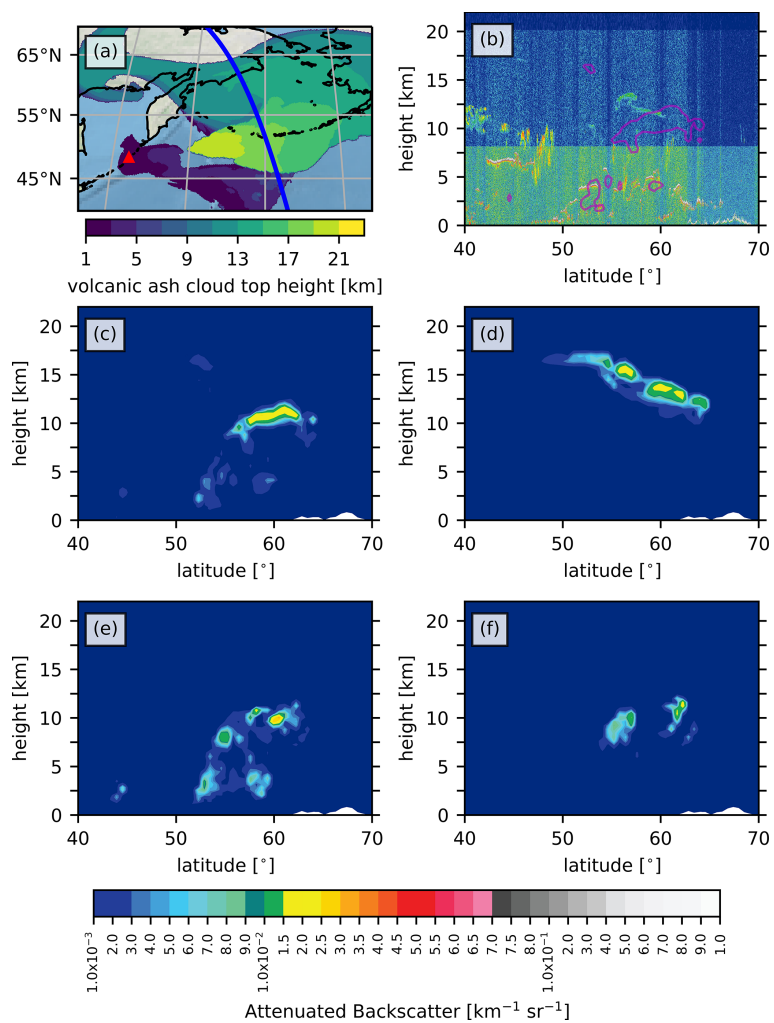 (a)
65°N
55°N
45°N
1 5 9 13 17 21
volcanic ash cloud top height [km]
(b)
height [km]
20
15
10
5
0
40 50 60 70
latitude [°]
(c)
height [km]
20
15
10
5
0
40 50 60 70
latitude [°]
(d)
height [km]
20
15
10
5
0
40 50 60 70
latitude [°]
(e)
height [km]
20
15
10
5
0
40 50 60 70
latitude [°]
(f)
height [km]
20
15
10
5
0
40 50 60 70
latitude [°]
1.0x10⁻³ 2.0 3.0 4.0 5.0 6.0 7.0 8.0 9.0 1.0x10⁻² 1.5 2.0 2.5 3.0 3.5 4.0 4.5 5.0 5.5 6.0 6.5 7.0 7.5 8.0 1.0x10⁻¹ 2.0 3.0 4.0 5.0 6.0 7.0 8.0 9.0 1.0
Attenuated Backscatter [km⁻¹ sr⁻¹]